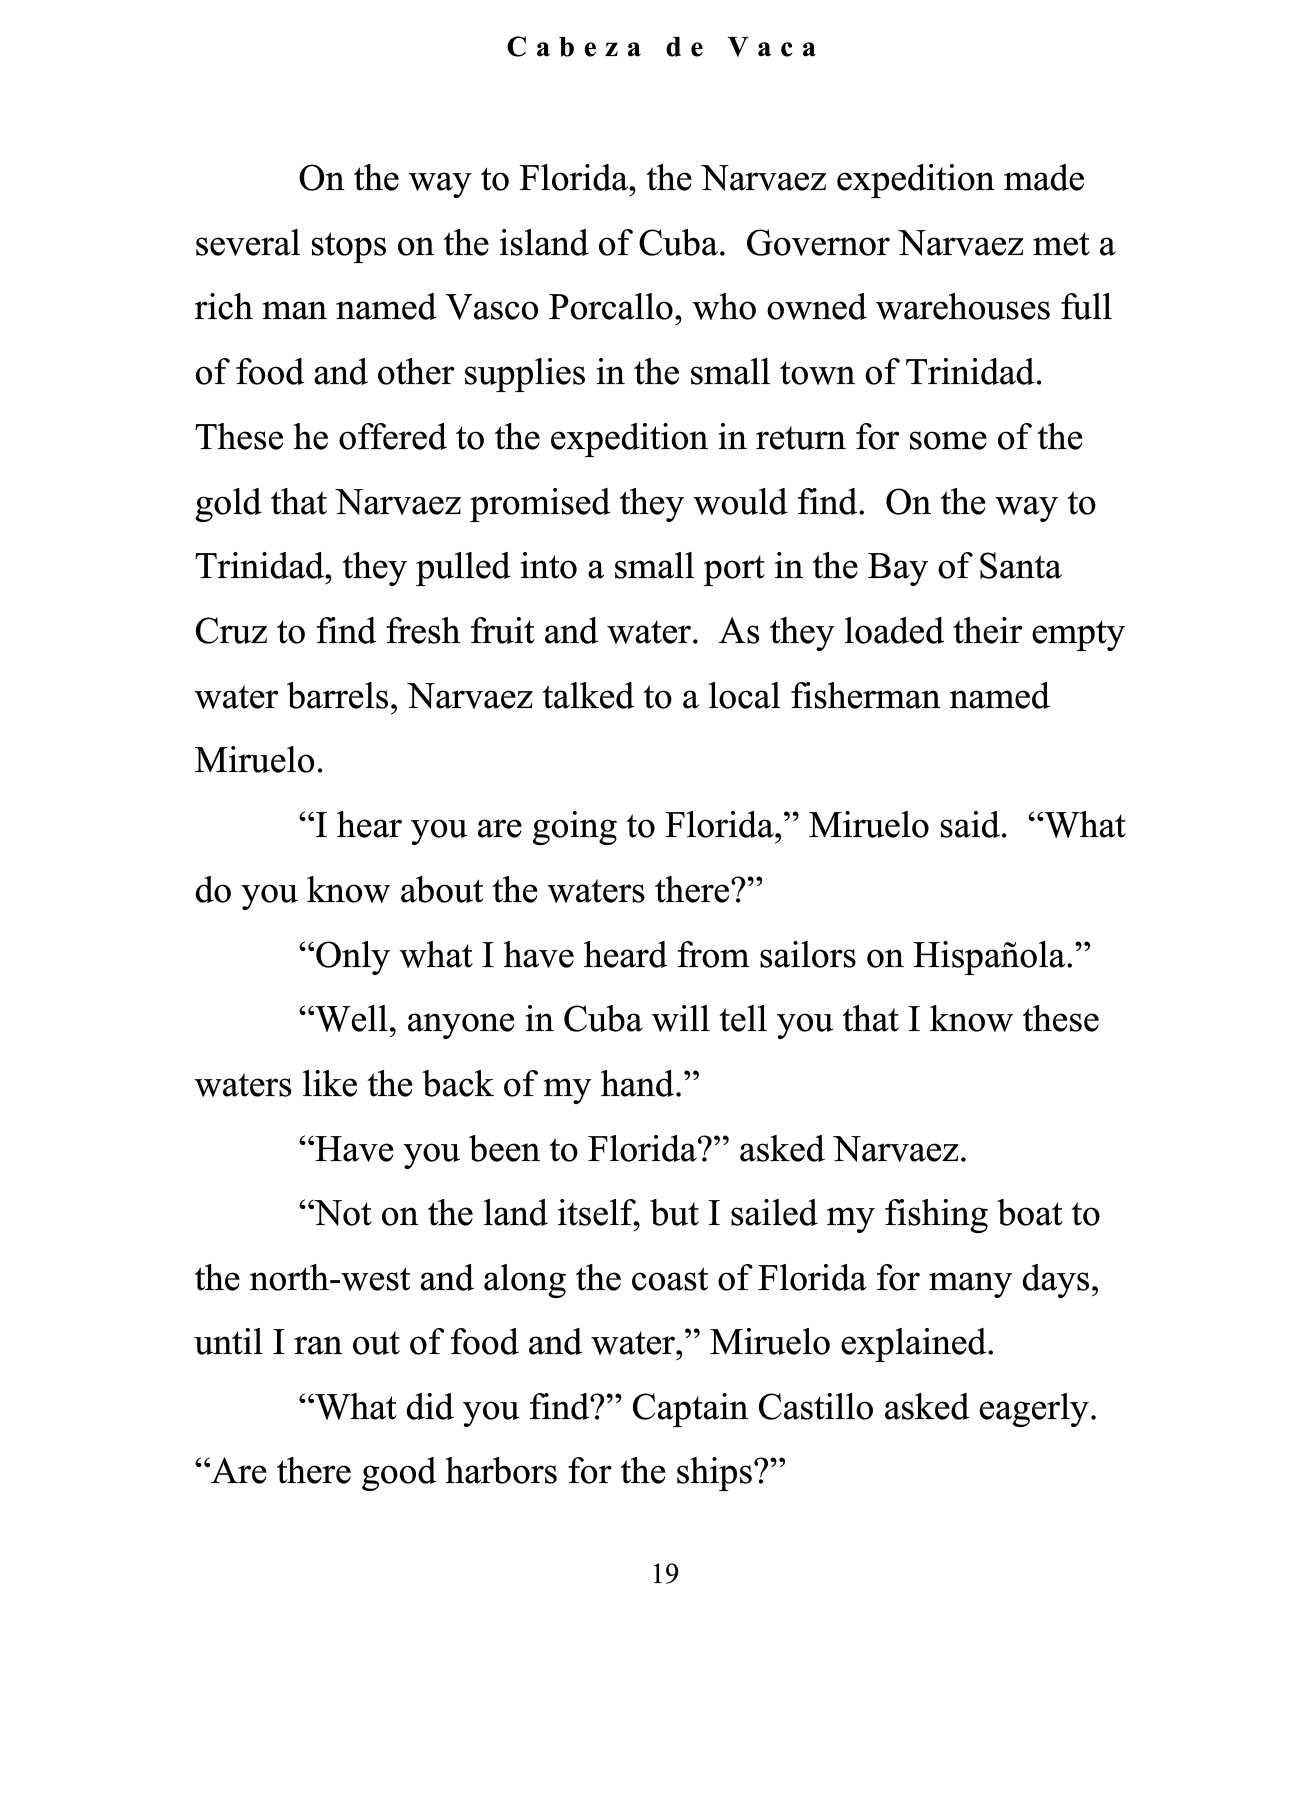 Cabeza de Vaca
On the way to Florida, the Narvaez expedition made
several stops on the island of Cuba.  Governor Narvaez met a
rich man named Vasco Porcallo, who owned warehouses full
of food and other supplies in the small town of Trinidad.
These he offered to the expedition in return for some of the
gold that Narvaez promised they would find.  On the way to
Trinidad, they pulled into a small port in the Bay of Santa
Cruz to find fresh fruit and water.  As they loaded their empty
water barrels, Narvaez talked to a local fisherman named
Miruelo.
“I hear you are going to Florida,” Miruelo said.  “What
do you know about the waters there?”
“Only what I have heard from sailors on Hispañola.”
“Well, anyone in Cuba will tell you that I know these
waters like the back of my hand.”
“Have you been to Florida?” asked Narvaez.
“Not on the land itself, but I sailed my fishing boat to
the north-west and along the coast of Florida for many days,
until I ran out of food and water,” Miruelo explained.
“What did you find?” Captain Castillo asked eagerly.
“Are there good harbors for the ships?”
19